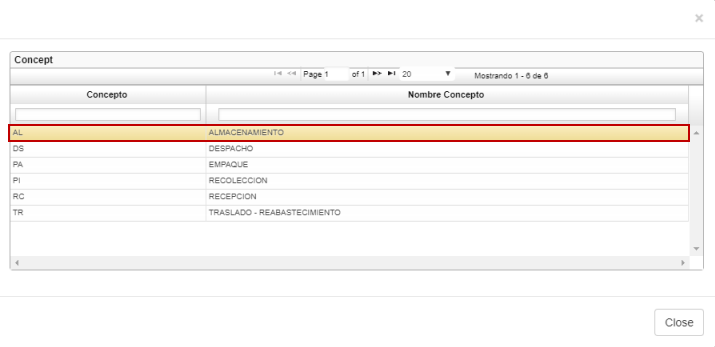 ×
Concept
Page 1 of 1 20 Mostrando 1 - 6 de 6
Concepto Nombre Concepto
AL ALMACENAMIENTO
DS DESPACHO
PA EMPAQUE
PI RECOLECCION
RC RECEPCION
TR TRASLADO - REABASTECIMIENTO
Close